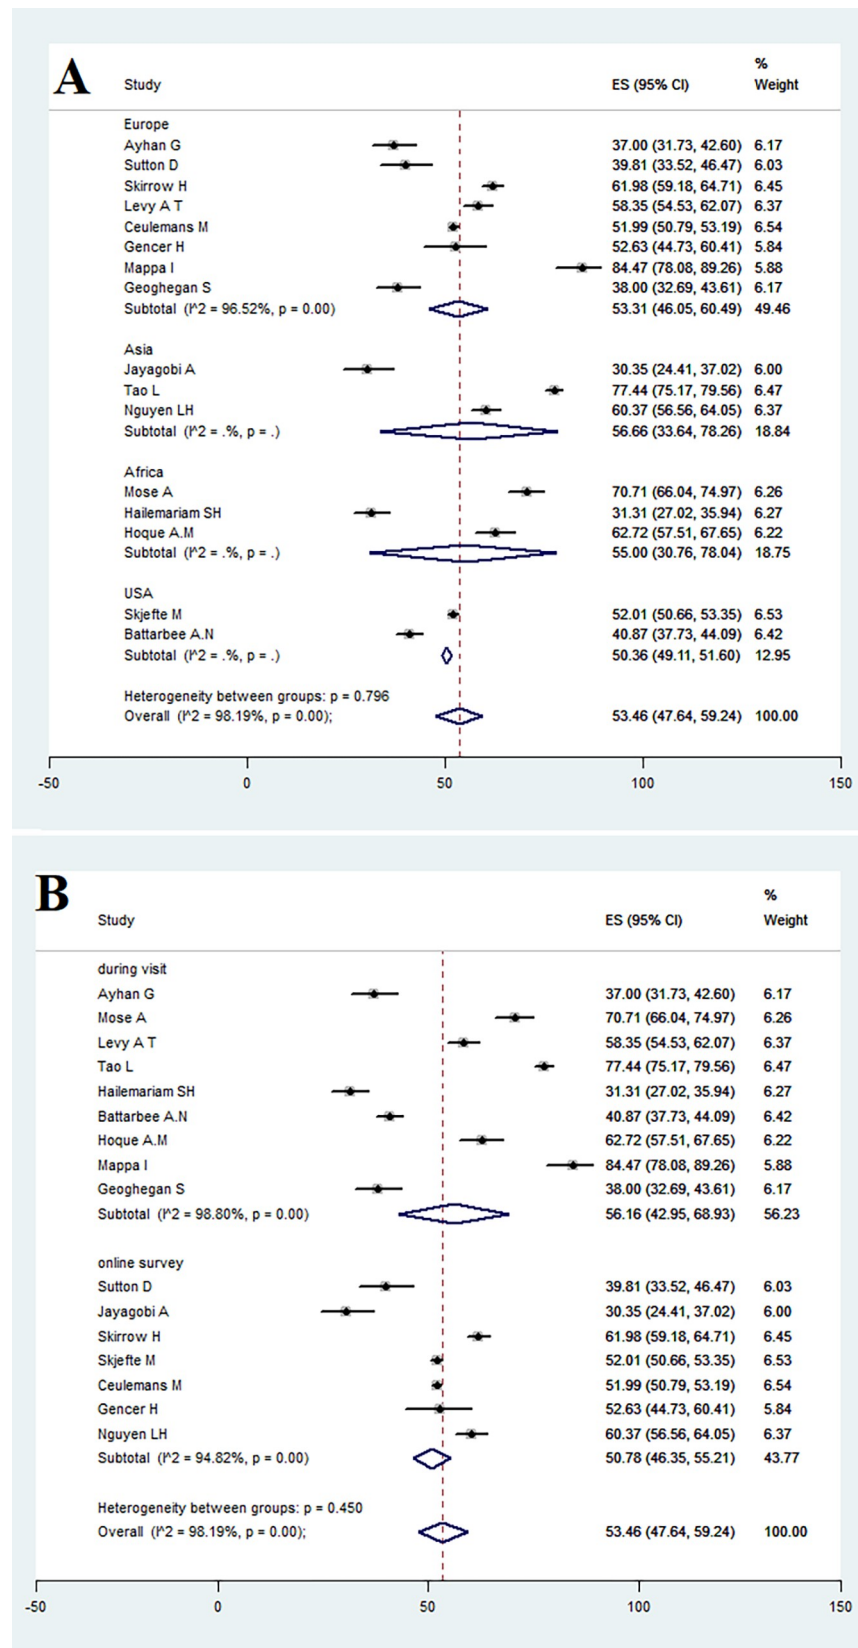 A
%
Study ES (95% CI) Weight
Europe
Ayhan G 37.00 (31.73, 42.60) 6.17
Sutton D 39.81 (33.52, 46.47) 6.03
Skirrow H 61.98 (59.18, 64.71) 6.45
Levy A T 58.35 (54.53, 62.07) 6.37
Ceulemans M 51.99 (50.79, 53.19) 6.54
Gencer H 52.63 (44.73, 60.41) 5.84
Mappa I 84.47 (78.08, 89.26) 5.88
Geoghegan S 38.00 (32.69, 43.61) 6.17
Subtotal (I^2 = 96.52%, p = 0.00) 53.31 (46.05, 60.49) 49.46
Asia
Jayagobi A 30.35 (24.41, 37.02) 6.00
Tao L 77.44 (75.17, 79.56) 6.47
Nguyen LH 60.37 (56.56, 64.05) 6.37
Subtotal (I^2 = .%, p = .) 56.66 (33.64, 78.26) 18.84
Africa
Mose A 70.71 (66.04, 74.97) 6.26
Hailemariam SH 31.31 (27.02, 35.94) 6.27
Hoque A.M 62.72 (57.51, 67.65) 6.22
Subtotal (I^2 = .%, p = .) 55.00 (30.76, 78.04) 18.75
USA
Skjefte M 52.01 (50.66, 53.35) 6.53
Battarbee A.N 40.87 (37.73, 44.09) 6.42
Subtotal (I^2 = .%, p = .) 50.36 (49.11, 51.60) 12.95
Heterogeneity between groups: p = 0.796
Overall (I^2 = 98.19%, p = 0.00); 53.46 (47.64, 59.24) 100.00
-50 0 50 100 150
B
%
Study ES (95% CI) Weight
during visit
Ayhan G 37.00 (31.73, 42.60) 6.17
Mose A 70.71 (66.04, 74.97) 6.26
Levy A T 58.35 (54.53, 62.07) 6.37
Tao L 77.44 (75.17, 79.56) 6.47
Hailemariam SH 31.31 (27.02, 35.94) 6.27
Battarbee A.N 40.87 (37.73, 44.09) 6.42
Hoque A.M 62.72 (57.51, 67.65) 6.22
Mappa I 84.47 (78.08, 89.26) 5.88
Geoghegan S 38.00 (32.69, 43.61) 6.17
Subtotal (I^2 = 98.80%, p = 0.00) 56.16 (42.95, 68.93) 56.23
online survey
Sutton D 39.81 (33.52, 46.47) 6.03
Jayagobi A 30.35 (24.41, 37.02) 6.00
Skirrow H 61.98 (59.18, 64.71) 6.45
Skjefte M 52.01 (50.66, 53.35) 6.53
Ceulemans M 51.99 (50.79, 53.19) 6.54
Gencer H 52.63 (44.73, 60.41) 5.84
Nguyen LH 60.37 (56.56, 64.05) 6.37
Subtotal (I^2 = 94.82%, p = 0.00) 50.78 (46.35, 55.21) 43.77
Heterogeneity between groups: p = 0.450
Overall (I^2 = 98.19%, p = 0.00); 53.46 (47.64, 59.24) 100.00
-50 0 50 100 150